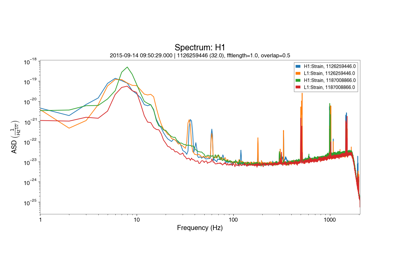 Spectrum: H1
2015-09-14 09:50:29.000 | 1126259446 (32.0), fftlength=1.0, overlap=0.5
H1:Strain, 1126259446.0
L1:Strain, 1126259446.0
H1:Strain, 1187008866.0
L1:Strain, 1187008866.0
10⁻¹⁸
10⁻¹⁹
10⁻²⁰
10⁻²¹
10⁻²²
10⁻²³
10⁻²⁴
10⁻²⁵
ASD
1
10
100
1000
Frequency (Hz)